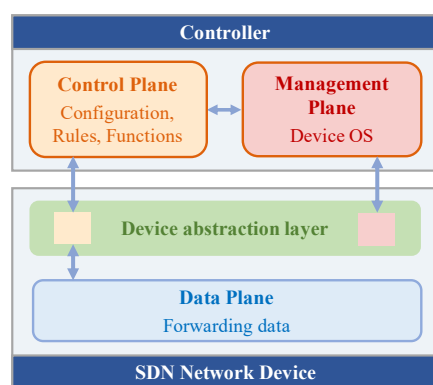 Controller
Control Plane
Configuration,
Rules, Functions
Management
Plane
Device OS
Device abstraction layer
Data Plane
Forwarding data
SDN Network Device